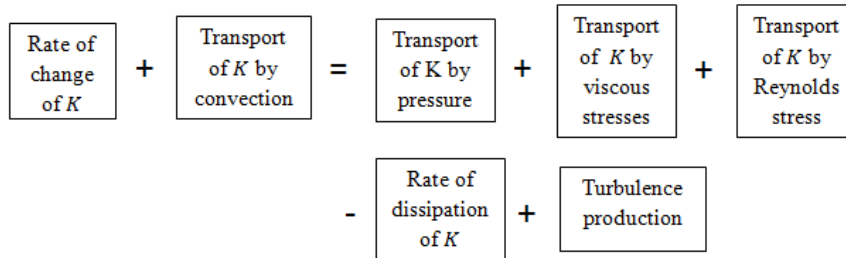 Rate of
change
of K
+
Transport
of K by
convection
=
Transport
of K by
pressure
+
Transport
of K by
viscous
stresses
+
Transport
of K by
Reynolds
stress
-
Rate of
dissipation
of K
+
Turbulence
production